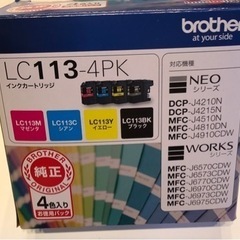 brother
at your side
LC113-4PK
インクカートリッジ
対応機種
NEO
シリーズ
DCP-J4210N
DCP-J4215N
MFC-J4510N
MFC-J4810DN
MFC-J4910CDW
WORKS
シリーズ
MFC-J6570CDW
MFC-J6573CDW
MFC-J6770CDW
MFC-J6970CDW
MFC-J6973CDW
MFC-J6975CDW
LC113M
マゼンタ
LC113C
シアン
LC113Y
イエロー
LC113BK
ブラック
BROTHER
純正
ORIGINAL
4色入り
お徳用パック